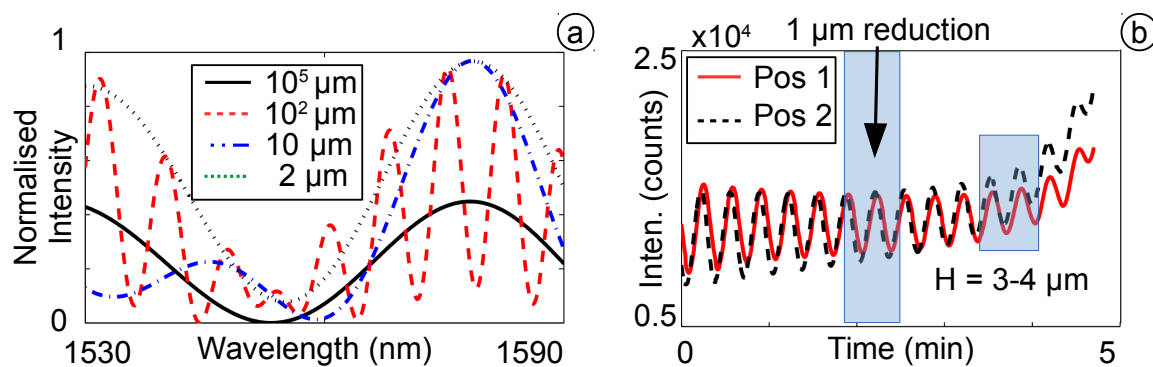 1
Normalised
Intensity
0
10⁵ µm
10² µm
10 µm
2 µm
a
1530
Wavelength (nm)
1590
1 µm reduction
x10⁴
b
2.5
Pos 1
Pos 2
Inten. (counts)
H = 3-4 µm
0.5
0
Time (min)
5